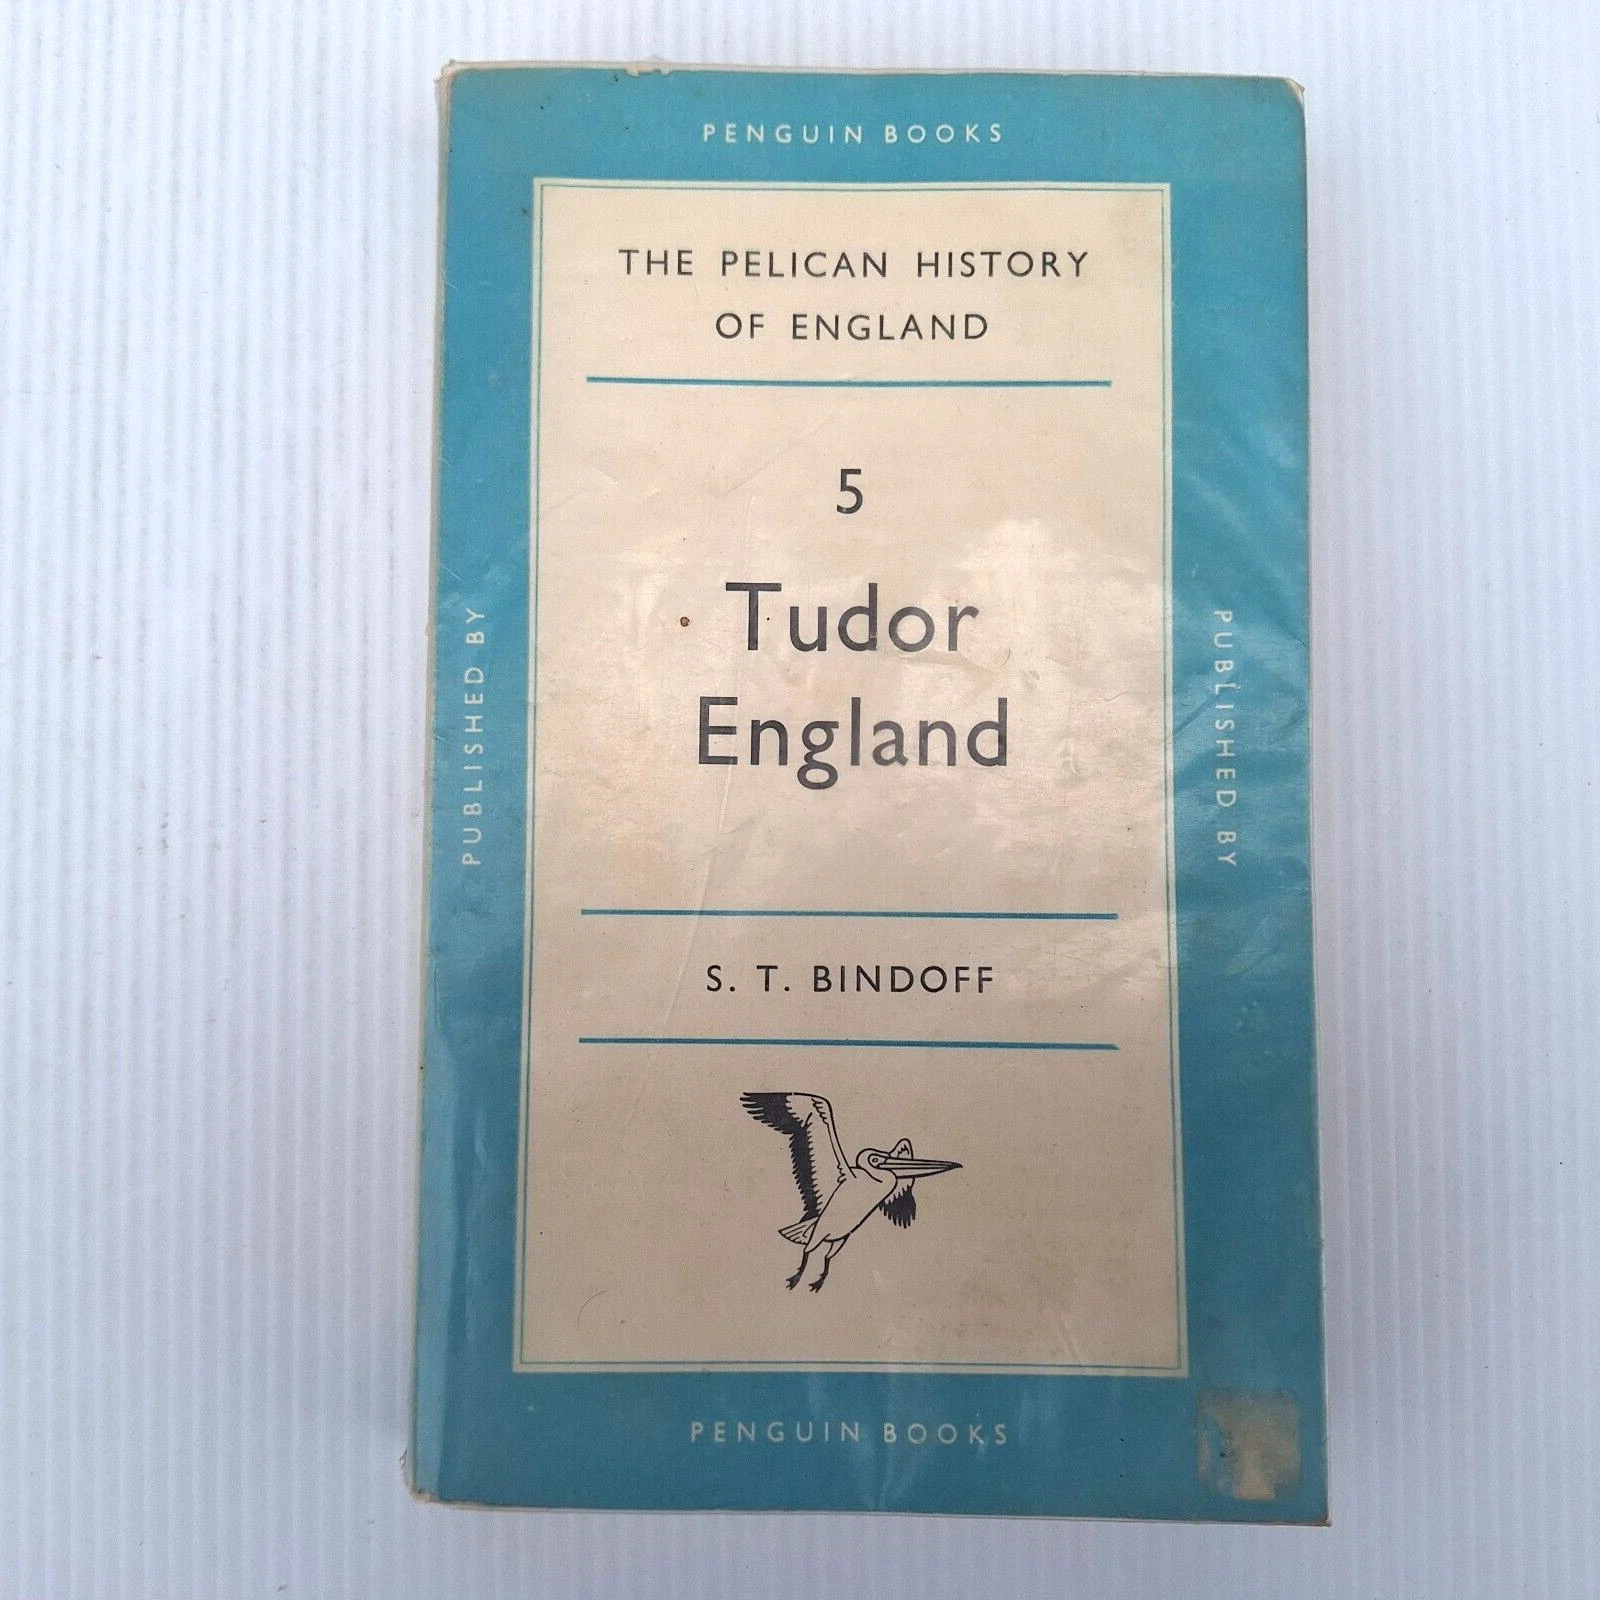 PENGUIN BOOKS
THE PELICAN HISTORY
OF ENGLAND
5
Tudor
England
PUBLISHED BY
PUBLISHED BY
S. T. BINDOFF
PENGUIN BOOKS